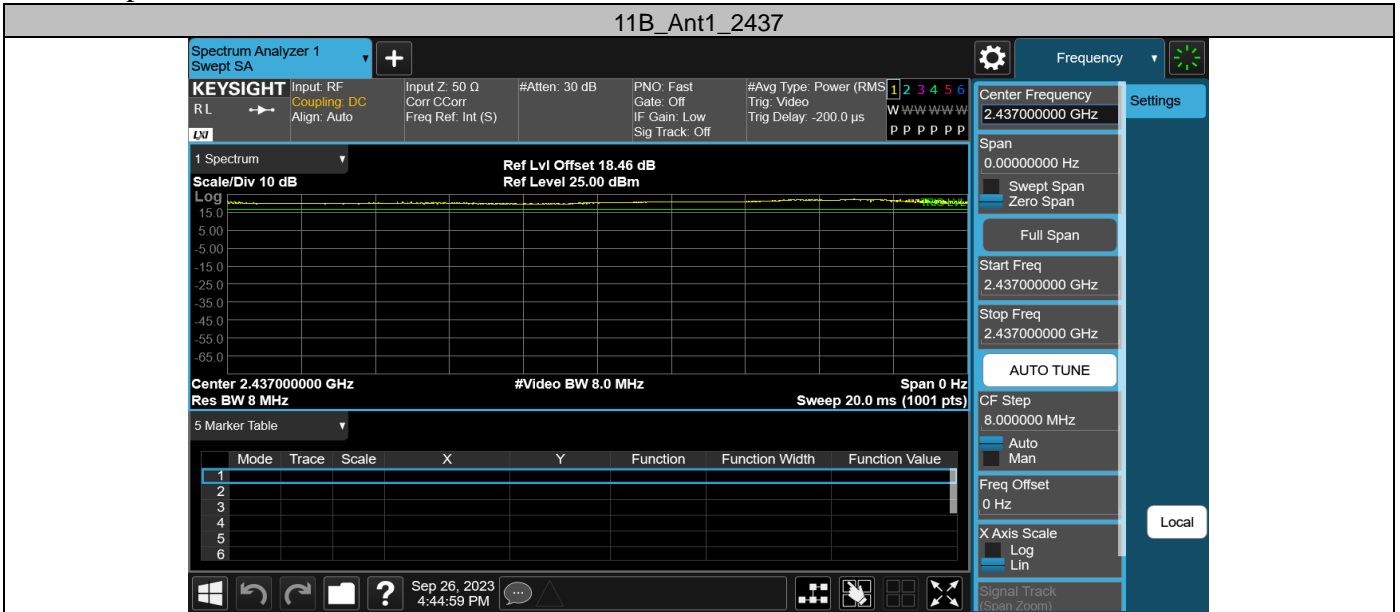 11B_Ant1_2437
Spectrum Analyzer 1
Swept SA
Frequency
KEYSIGHT
RL
LXI
Input: RF
Coupling: DC
Align: Auto
Input Z: 50 Ω
Corr CCorr
Freq Ref: Int (S)
#Atten: 30 dB
PNO: Fast
Gate: Off
IF Gain: Low
Sig Track: Off
#Avg Type: Power (RMS
Trig: Video
Trig Delay: -200.0 µs
1 2 3 4 5 6
W W W W W W
P P P P P P
Center Frequency
2.437000000 GHz
Settings
Span
0.00000000 Hz
Swept Span
Zero Span
Full Span
Start Freq
2.437000000 GHz
Stop Freq
2.437000000 GHz
AUTO TUNE
CF Step
8.000000 MHz
Auto
Man
Freq Offset
0 Hz
X Axis Scale
Log
Lin
Signal Track
(Span Zoom)
Local
1 Spectrum
Scale/Div 10 dB
Ref Lvl Offset 18.46 dB
Ref Level 25.00 dBm
Log
TRIG LVL
15.0
5.00
-5.00
-15.0
-25.0
-35.0
-45.0
-55.0
-65.0
Center 2.437000000 GHz
#Video BW 8.0 MHz
Span 0 Hz
Res BW 8 MHz
Sweep 20.0 ms (1001 pts)
5 Marker Table
Mode Trace Scale X Y Function Function Width Function Value
1
2
3
4
5
6
?
Sep 26, 2023
4:44:59 PM